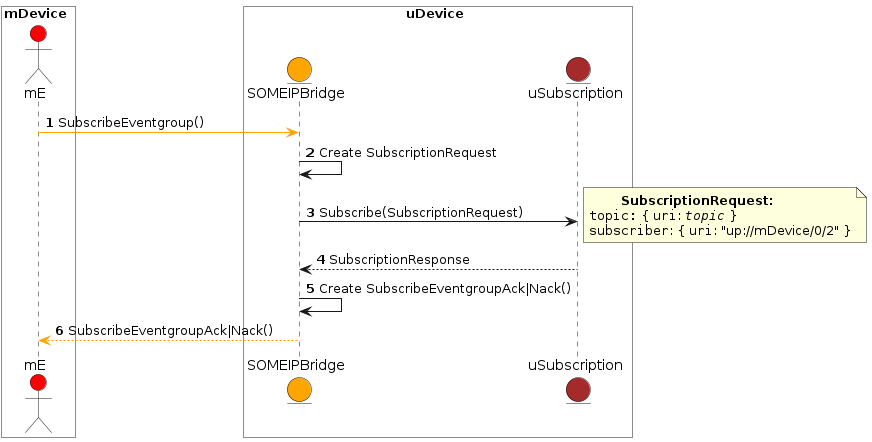 mDevice
uDevice
mE
SOMEIPBridge
uSubscription
1 SubscribeEventgroup()
2 Create SubscriptionRequest
3 Subscribe(SubscriptionRequest)
SubscriptionRequest:
topic: { uri: topic }
subscriber: { uri: "up://mDevice/0/2" }
4 SubscriptionResponse
5 Create SubscribeEventgroupAck|Nack()
6 SubscribeEventgroupAck|Nack()
mE
SOMEIPBridge
uSubscription